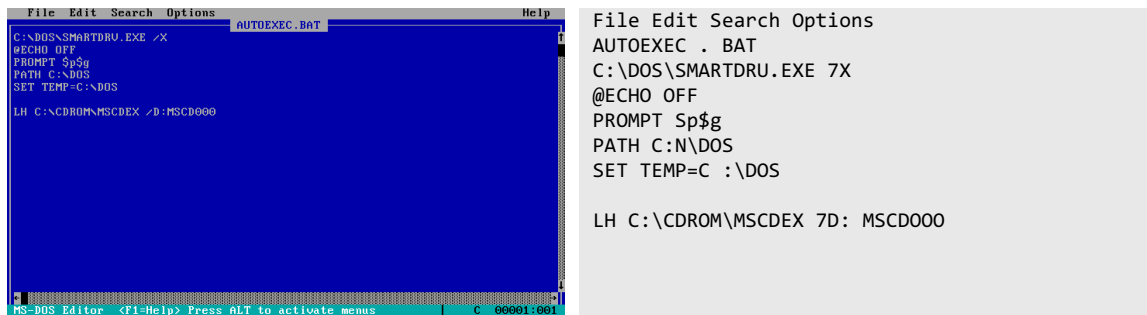 File Edit Search Options Help
AUTOEXEC.BAT
C:\DOS\SMARTDRV.EXE /X
@ECHO OFF
PROMPT $p$g
PATH C:\DOS
SET TEMP=C:\DOS
LH C:\CDROM\MSCDEX /D:MSCD000
MS-DOS Editor <F1=Help> Press ALT to activate menus C 00001:001
File Edit Search Options
AUTOEXEC . BAT
C:\DOS\SMARTDRU.EXE 7X
@ECHO OFF
PROMPT Sp$g
PATH C:N\DOS
SET TEMP=C :\DOS
LH C:\CDROM\MSCDEX 7D: MSCDOOO